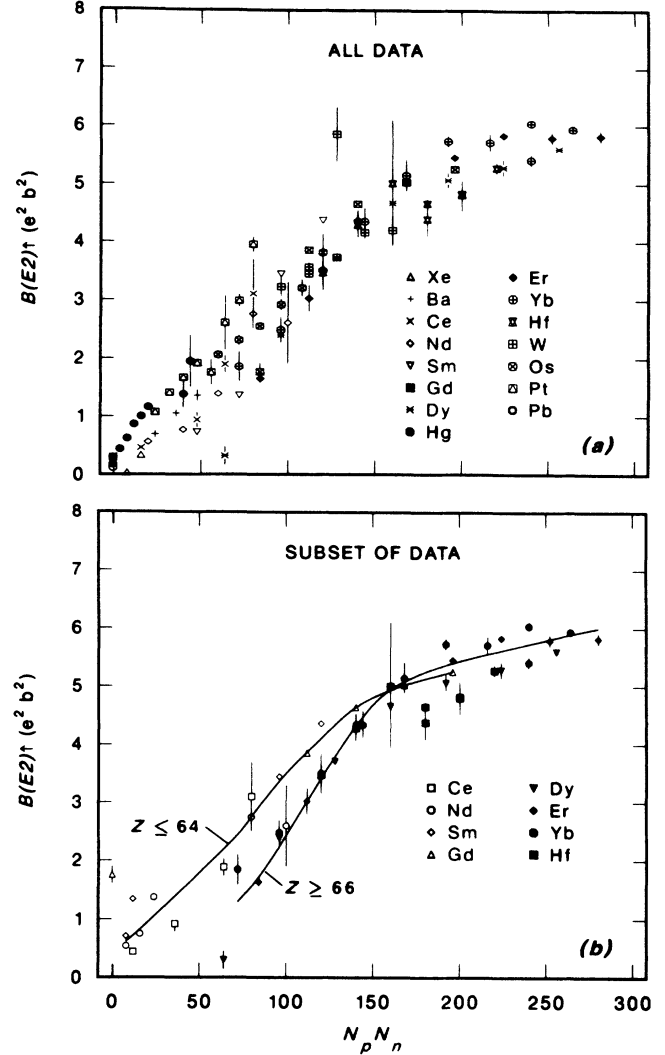 8
7
6
5
4
3
2
1
0
B(E2)↑ (e² b²)
ALL DATA
Xe
Ba
Ce
Nd
Sm
Gd
Dy
Hg
Er
Yb
Hf
W
Os
Pt
Pb
(a)
8
7
6
5
4
3
2
1
0
B(E2)↑ (e² b²)
SUBSET OF DATA
Z ≤ 64
Z ≥ 66
Ce
Nd
Sm
Gd
Dy
Er
Yb
Hf
(b)
0 50 100 150 200 250 300
NpNn